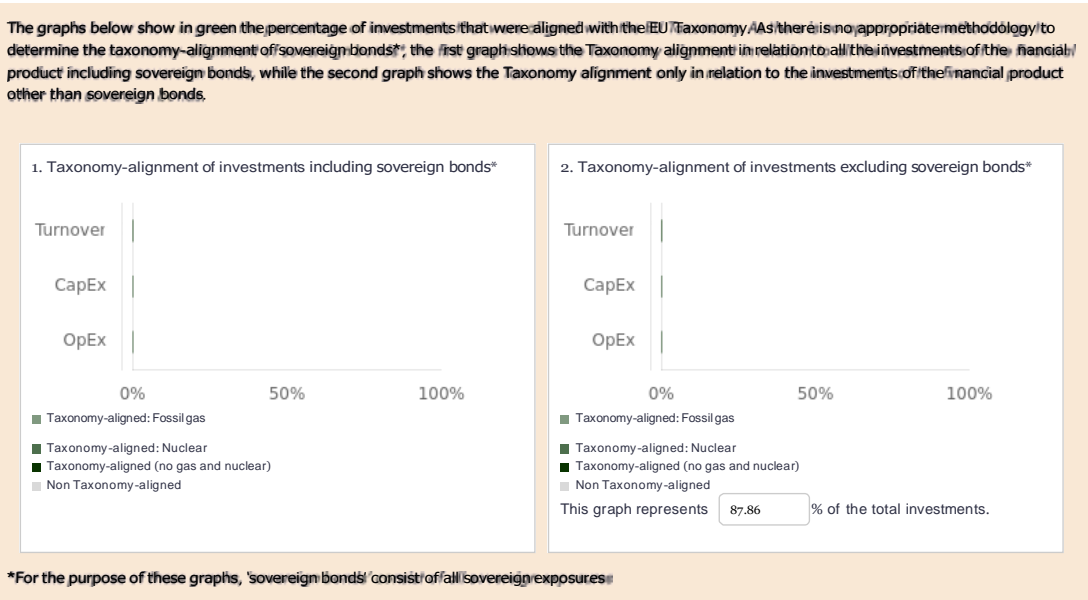 The graphs below show in green the percentage of investments that were aligned with the EU Taxonomy. As there is no appropriate methodology to
determine the taxonomy-alignment of sovereign bonds*, the first graph shows the Taxonomy alignment in relation to all the investments of the financial
product including sovereign bonds, while the second graph shows the Taxonomy alignment only in relation to the investments of the financial product
other than sovereign bonds.
1. Taxonomy-alignment of investments including sovereign bonds*
Turnover
CapEx
OpEx
0% 50% 100%
Taxonomy-aligned: Fossil gas
Taxonomy-aligned: Nuclear
Taxonomy-aligned (no gas and nuclear)
Non Taxonomy-aligned
2. Taxonomy-alignment of investments excluding sovereign bonds*
Turnover
CapEx
OpEx
0% 50% 100%
Taxonomy-aligned: Fossil gas
Taxonomy-aligned: Nuclear
Taxonomy-aligned (no gas and nuclear)
Non Taxonomy-aligned
This graph represents 87.86 % of the total investments.
*For the purpose of these graphs, 'sovereign bonds' consist of all sovereign exposures